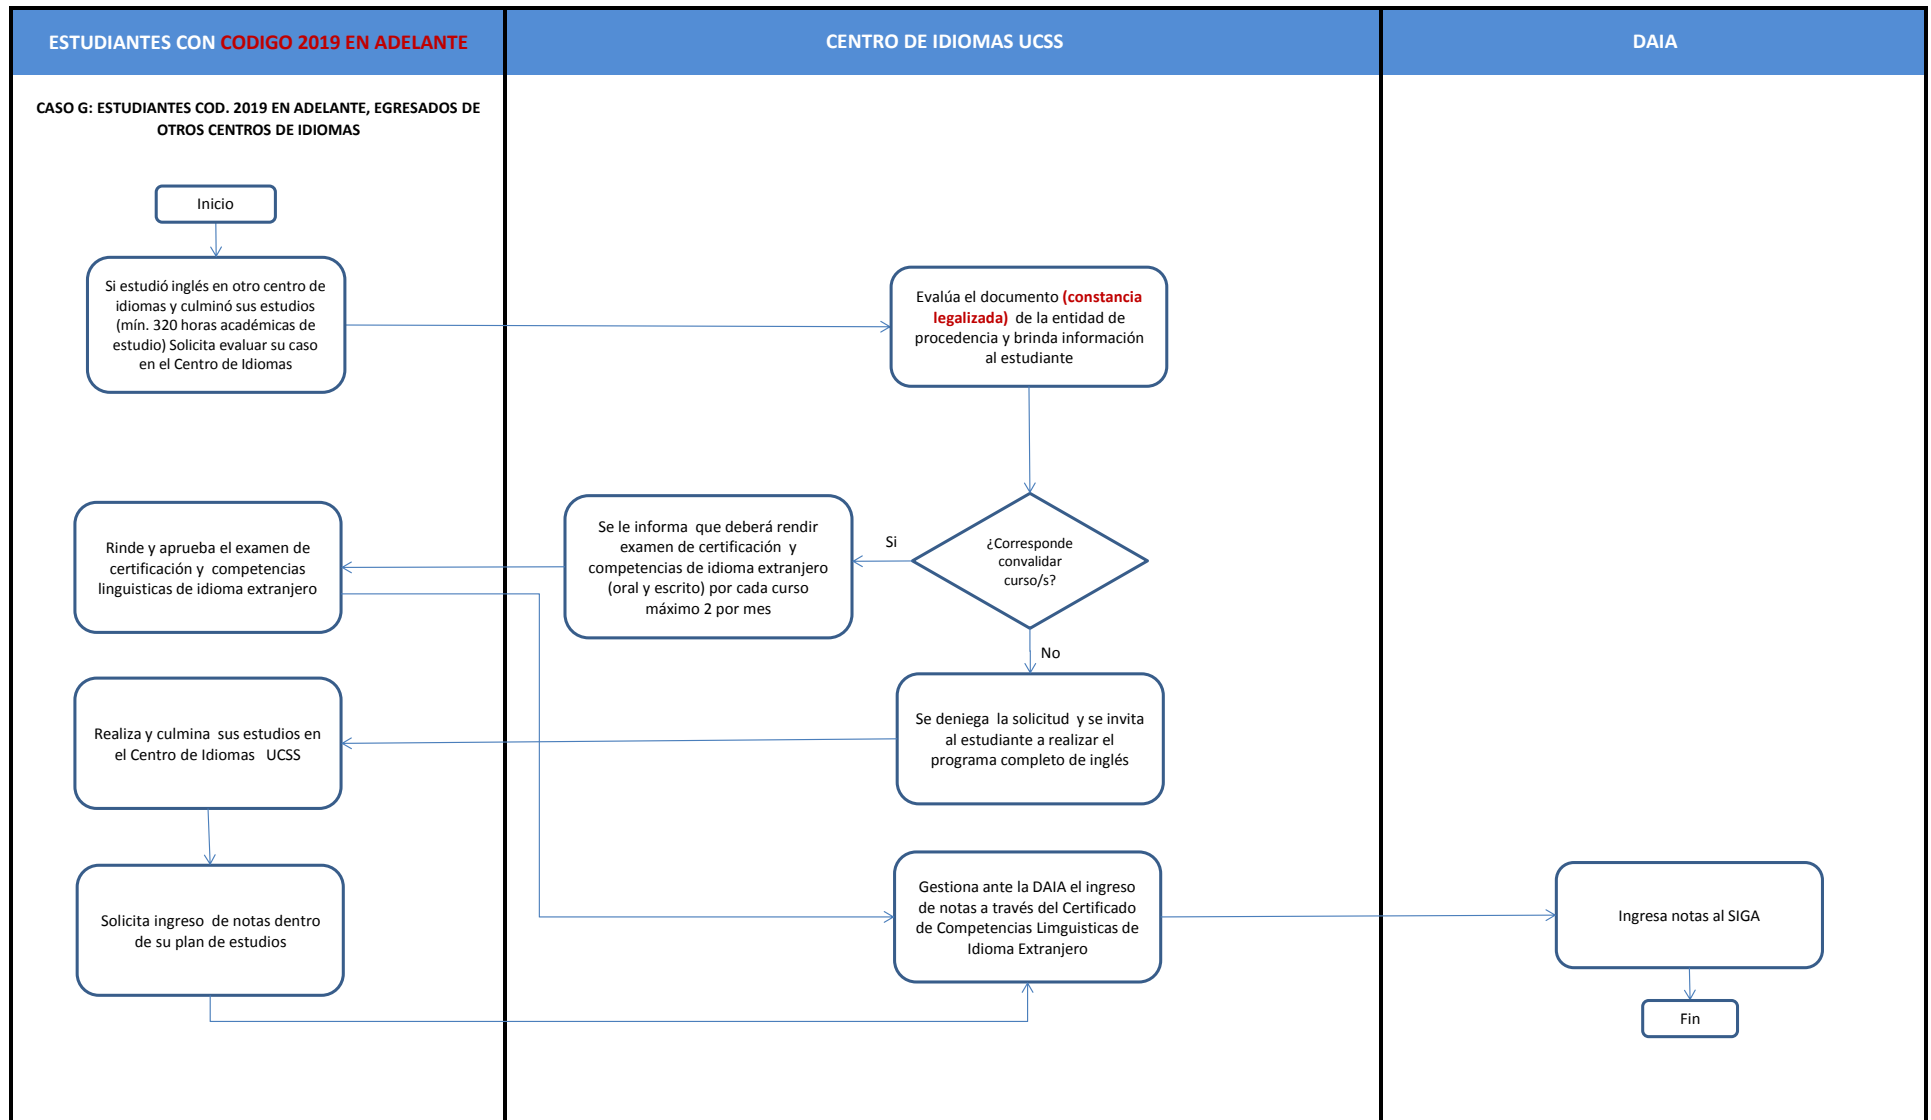 ESTUDIANTES CON CODIGO 2019 EN ADELANTE
CENTRO DE IDIOMAS UCSS
DAIA
CASO G: ESTUDIANTES COD. 2019 EN ADELANTE, EGRESADOS DE
OTROS CENTROS DE IDIOMAS
Inicio
Si estudió inglés en otro centro de
idiomas y culminó sus estudios
(mín. 320 horas académicas de
estudio) Solicita evaluar su caso
en el Centro de Idiomas
Evalúa el documento (constancia
legalizada) de la entidad de
procedencia y brinda información
al estudiante
¿Corresponde
convalidar
curso/s?
Si
No
Se le informa que deberá rendir
examen de certificación y
competencias de idioma extranjero
(oral y escrito) por cada curso
máximo 2 por mes
Rinde y aprueba el examen de
certificación y competencias
linguisticas de idioma extranjero
Se deniega la solicitud y se invita
al estudiante a realizar el
programa completo de inglés
Realiza y culmina sus estudios en
el Centro de Idiomas UCSS
Solicita ingreso de notas dentro
de su plan de estudios
Gestiona ante la DAIA el ingreso
de notas a través del Certificado
de Competencias Limguisticas de
Idioma Extranjero
Ingresa notas al SIGA
Fin